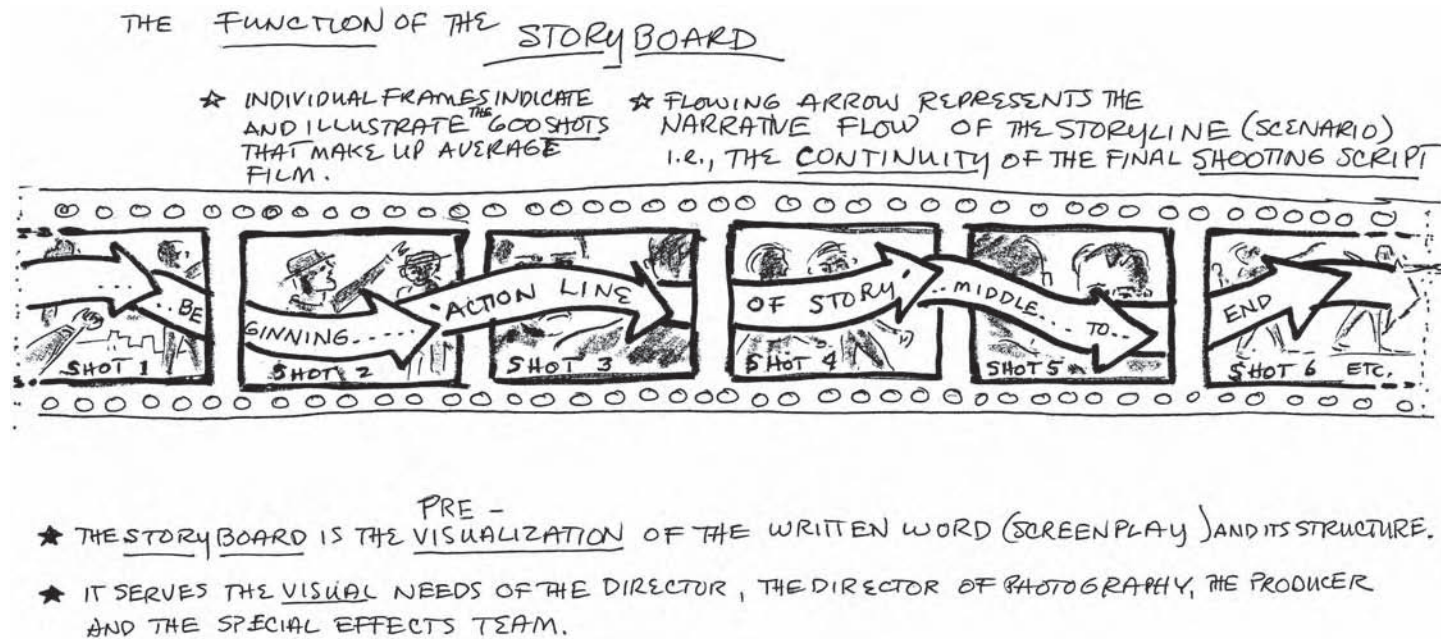 THE FUNCTION OF THE STORYBOARD
☆ INDIVIDUAL FRAMES INDICATE
AND ILLUSTRATE THE 600 SHOTS
THAT MAKE UP AVERAGE
FILM.
☆ FLOWING ARROW REPRESENTS THE
NARRATIVE FLOW OF THE STORYLINE (SCENARIO)
I.E., THE CONTINUITY OF THE FINAL SHOOTING SCRIPT
.....BE GINNING..... ACTION LINE OF STORY.....MIDDLE...TO... END
SHOT 1 SHOT 2 SHOT 3 SHOT 4 SHOT 5 SHOT 6 ETC.
★ THE STORYBOARD IS THE PRE-VISUALIZATION OF THE WRITTEN WORD (SCREENPLAY) AND ITS STRUCTURE.
★ IT SERVES THE VISUAL NEEDS OF THE DIRECTOR, THE DIRECTOR OF PHOTOGRAPHY, THE PRODUCER
AND THE SPECIAL EFFECTS TEAM.